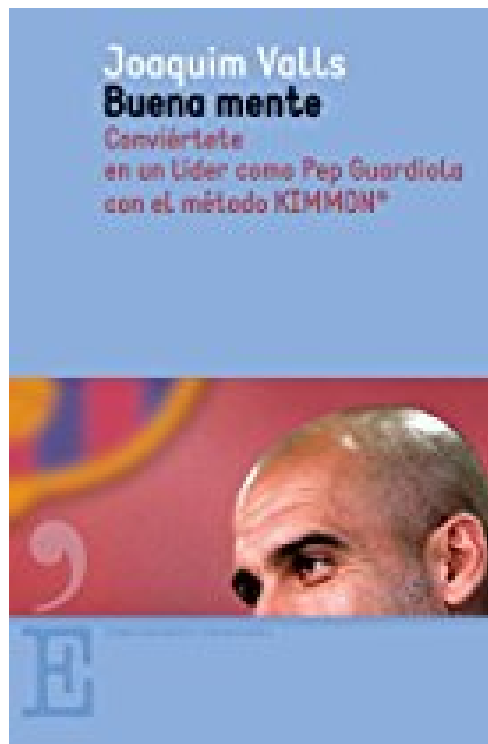 Joaquim Valls
Buena mente
Conviértete
en un líder como Pep Guardiola
con el método KIMMON®
E